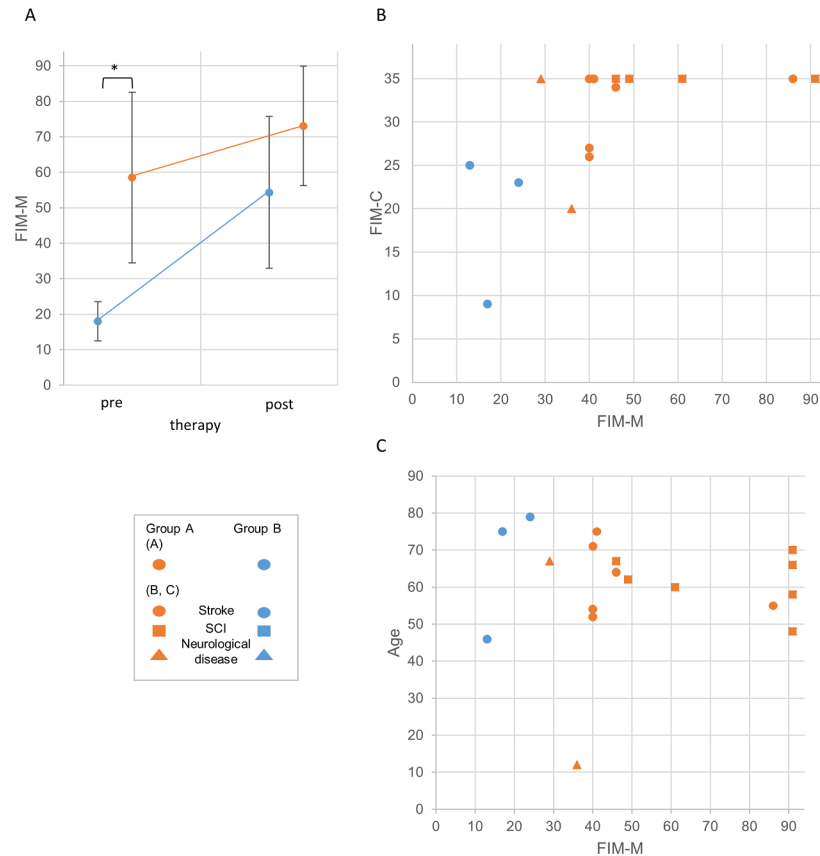 A
*
FIM-M
90
80
70
60
50
40
30
20
10
0
pre
post
therapy
B
FIM-C
35
30
25
20
15
10
5
0
0 10 20 30 40 50 60 70 80 90
FIM-M
Group A Group B
(A)
(B, C)
Stroke
SCI
Neurological
disease
C
Age
90
80
70
60
50
40
30
20
10
0
0 10 20 30 40 50 60 70 80 90
FIM-M